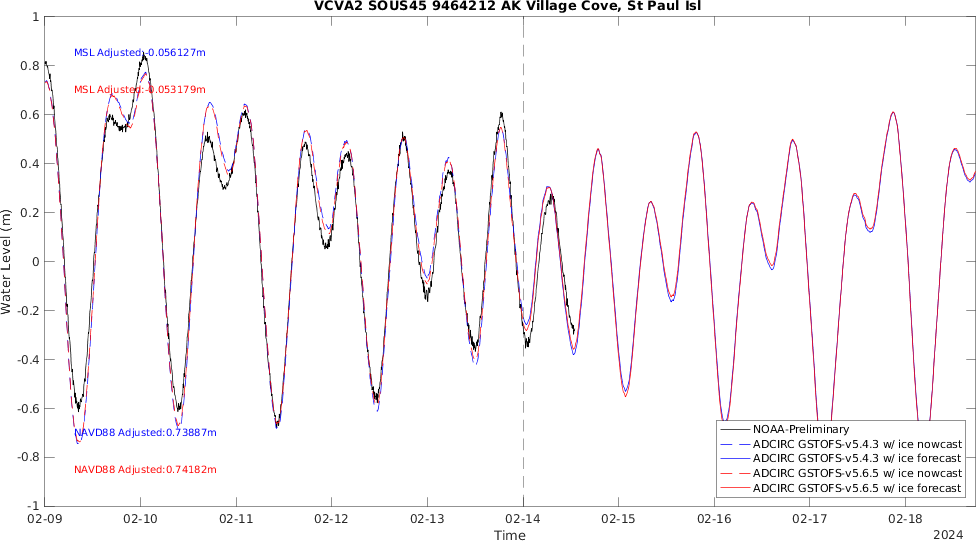 VCVA2 SOUS45 9464212 AK Village Cove, St Paul Isl
1
0.8
0.6
0.4
0.2
0
-0.2
-0.4
-0.6
-0.8
-1
Water Level (m)
MSL Adjusted:-0.056127m
MSL Adjusted:-0.053179m
NAVD88 Adjusted:0.73887m
NAVD88 Adjusted:0.74182m
NOAA-Preliminary
ADCIRC GSTOFS-v5.4.3 w/ ice nowcast
ADCIRC GSTOFS-v5.4.3 w/ ice forecast
ADCIRC GSTOFS-v5.6.5 w/ ice nowcast
ADCIRC GSTOFS-v5.6.5 w/ ice forecast
02-09 02-10 02-11 02-12 02-13 02-14 02-15 02-16 02-17 02-18
Time
2024